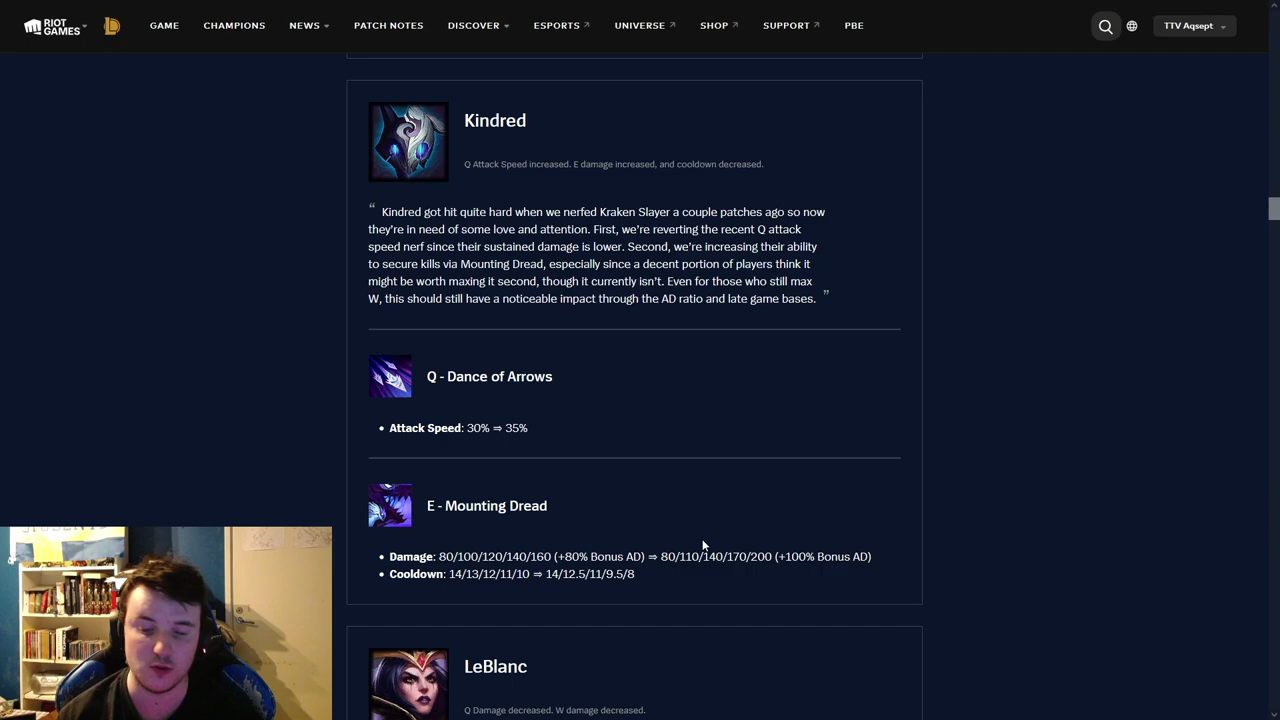 RIOT GAMES
GAME
CHAMPIONS
NEWS
PATCH NOTES
DISCOVER
ESPORTS
UNIVERSE
SHOP
SUPPORT
PBE
TTV Aqsept
Kindred
Q Attack Speed increased. E damage increased, and cooldown decreased.
“ Kindred got hit quite hard when we nerfed Kraken Slayer a couple patches ago so now
they’re in need of some love and attention. First, we’re reverting the recent Q attack
speed nerf since their sustained damage is lower. Second, we’re increasing their ability
to secure kills via Mounting Dread, especially since a decent portion of players think it
might be worth maxing it second, though it currently isn’t. Even for those who still max
W, this should still have a noticeable impact through the AD ratio and late game bases. ”
Q - Dance of Arrows
• Attack Speed: 30% ⇒ 35%
E - Mounting Dread
• Damage: 80/100/120/140/160 (+80% Bonus AD) ⇒ 80/110/140/170/200 (+100% Bonus AD)
• Cooldown: 14/13/12/11/10 ⇒ 14/12.5/11/9.5/8
LeBlanc
Q Damage decreased. W damage decreased.